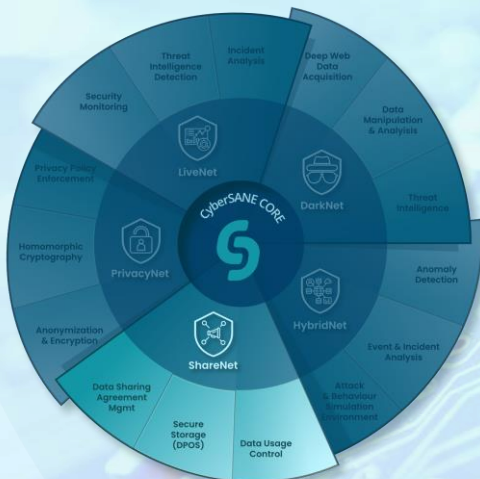 Threat
Intelligence
Detection
Incident
Analysis
Security
Monitoring
LiveNet
Deep Web
Data
Acquisition
Data
Manipulation
& Analyisis
Threat
Intelligence
DarkNet
Anomaly
Detection
Event & Incident
Analysis
Attack
& Behaviour
Simulation
Environment
HybridNet
Data Sharing
Agreement
Mgmt
Secure
Storage
(DPOS)
Data Usage
Control
ShareNet
Privacy Policy
Enforcement
Homomorphic
Cryptography
Anonymization
& Encryption
PrivacyNet
CyberSANE CORE